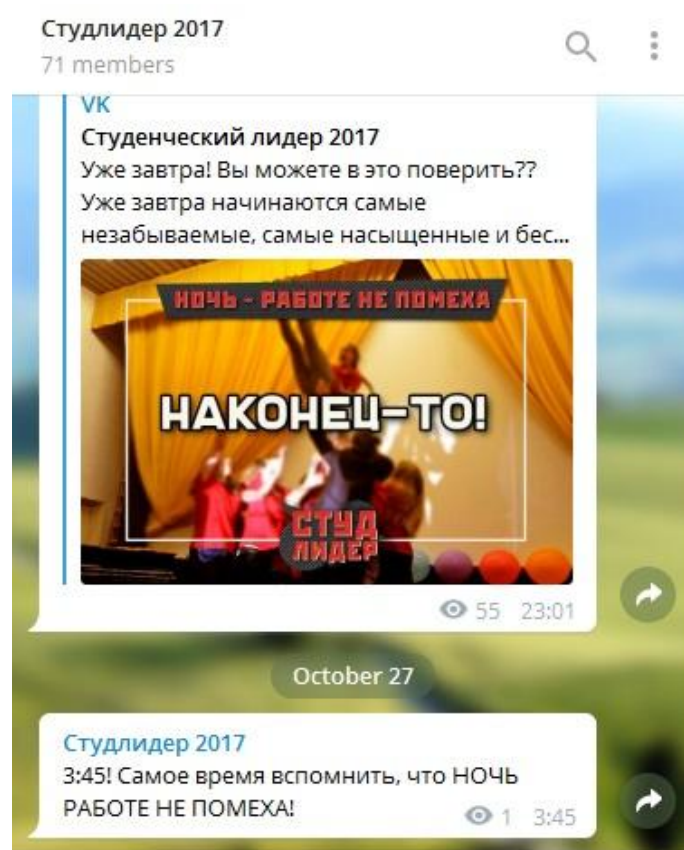 Студлидер 2017
71 members
VK
Студенческий лидер 2017
Уже завтра! Вы можете в это поверить??
Уже завтра начинаются самые
незабываемые, самые насыщенные и бес...
НОЧЬ - РАБОТЕ НЕ ПОМЕХА
НАКОНЕЦ-ТО!
СТУД
ЛИДЕР
55 23:01
October 27
Студлидер 2017
3:45! Самое время вспомнить, что НОЧЬ
РАБОТЕ НЕ ПОМЕХА!
1 3:45